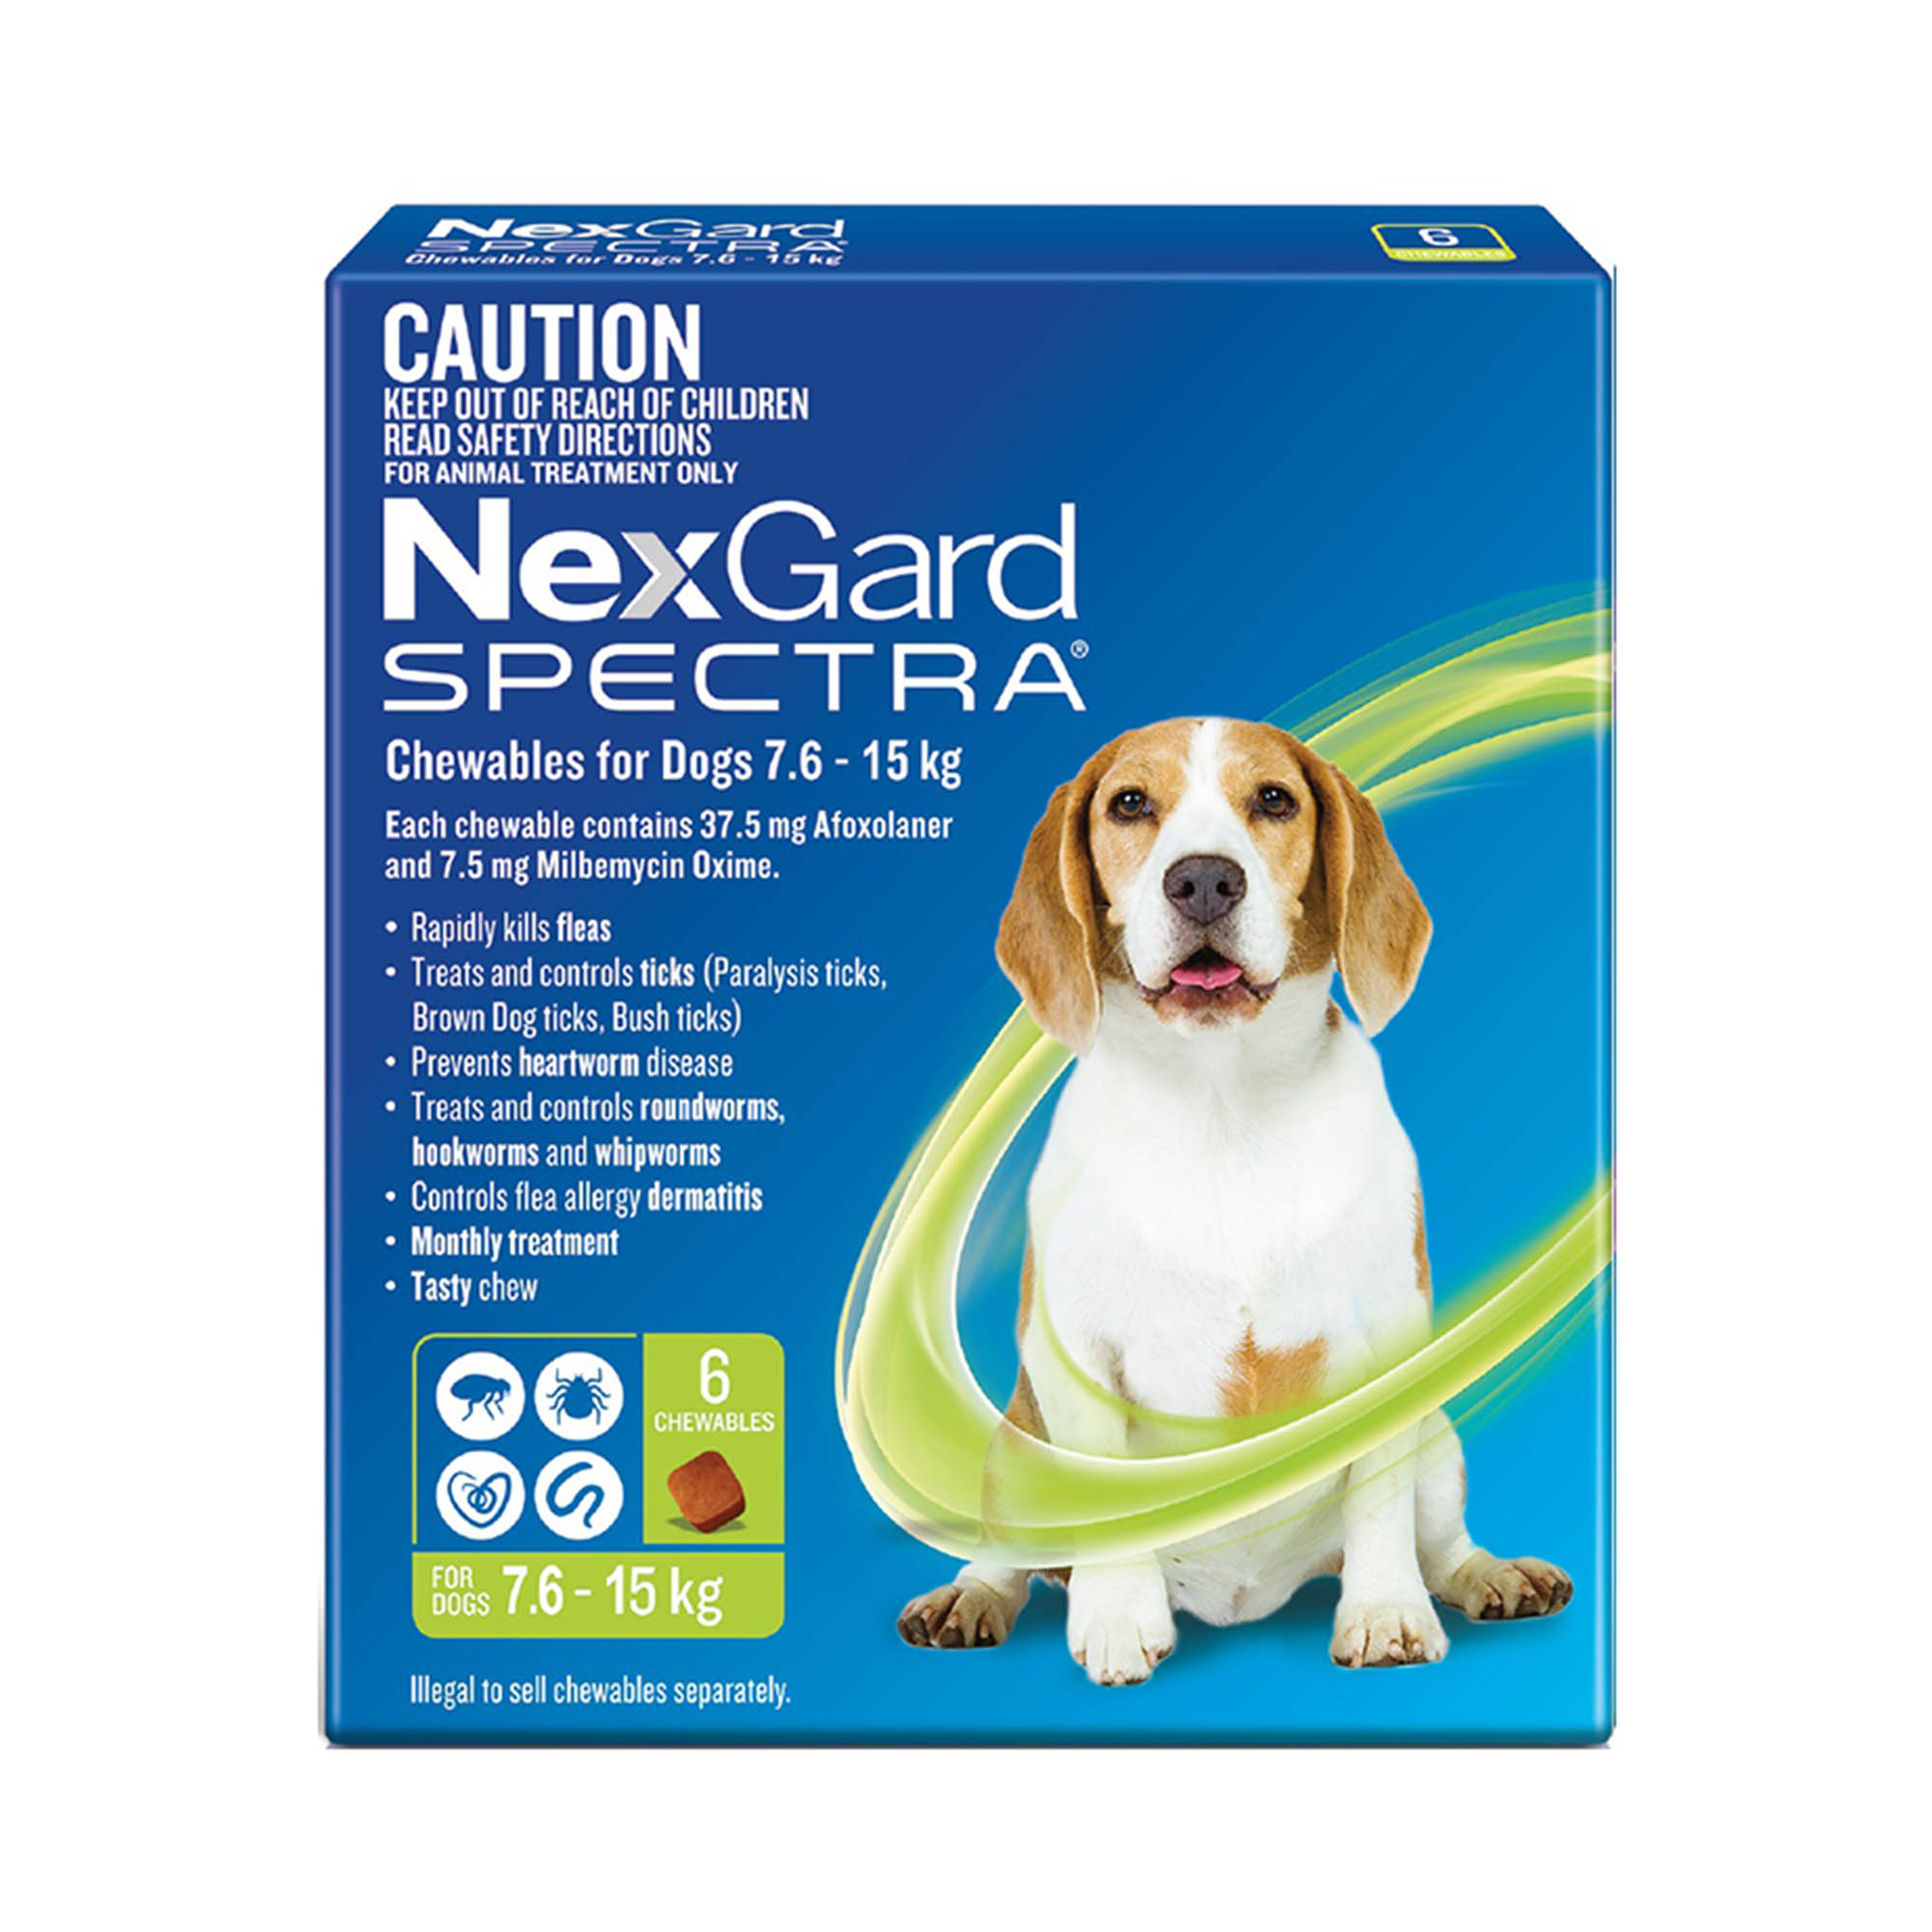 NexGard
SPECTRA
Chewables for Dogs 7.6 - 15 kg
6
CHEWABLES
CAUTION
KEEP OUT OF REACH OF CHILDREN
READ SAFETY DIRECTIONS
FOR ANIMAL TREATMENT ONLY
NexGard
SPECTRA®
Chewables for Dogs 7.6 - 15 kg
Each chewable contains 37.5 mg Afoxolaner
and 7.5 mg Milbemycin Oxime.
• Rapidly kills fleas
• Treats and controls ticks (Paralysis ticks,
Brown Dog ticks, Bush ticks)
• Prevents heartworm disease
• Treats and controls roundworms,
hookworms and whipworms
• Controls flea allergy dermatitis
• Monthly treatment
• Tasty chew
6
CHEWABLES
FOR
DOGS 7.6 - 15 kg
Illegal to sell chewables separately.